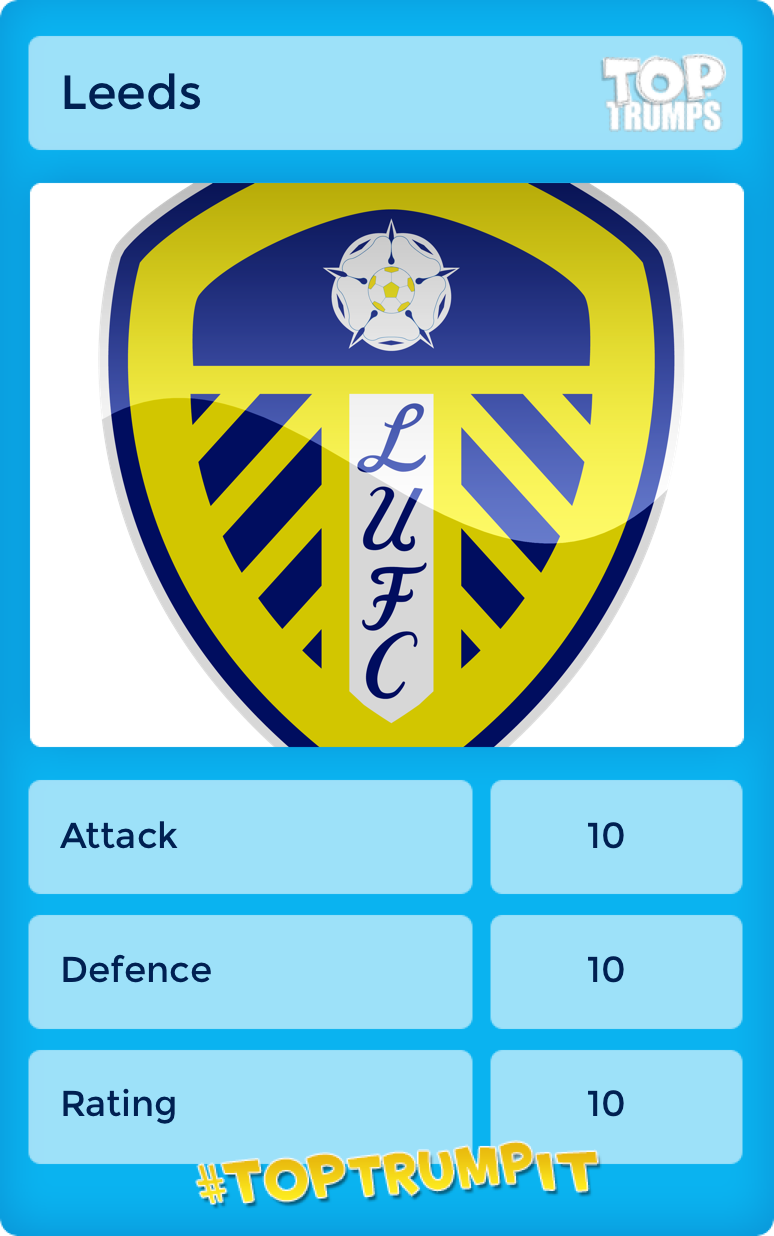 Leeds
TOP
TRUMPS
L
U
F
C
Attack 10
Defence 10
Rating 10
#TOPTRUMPIT